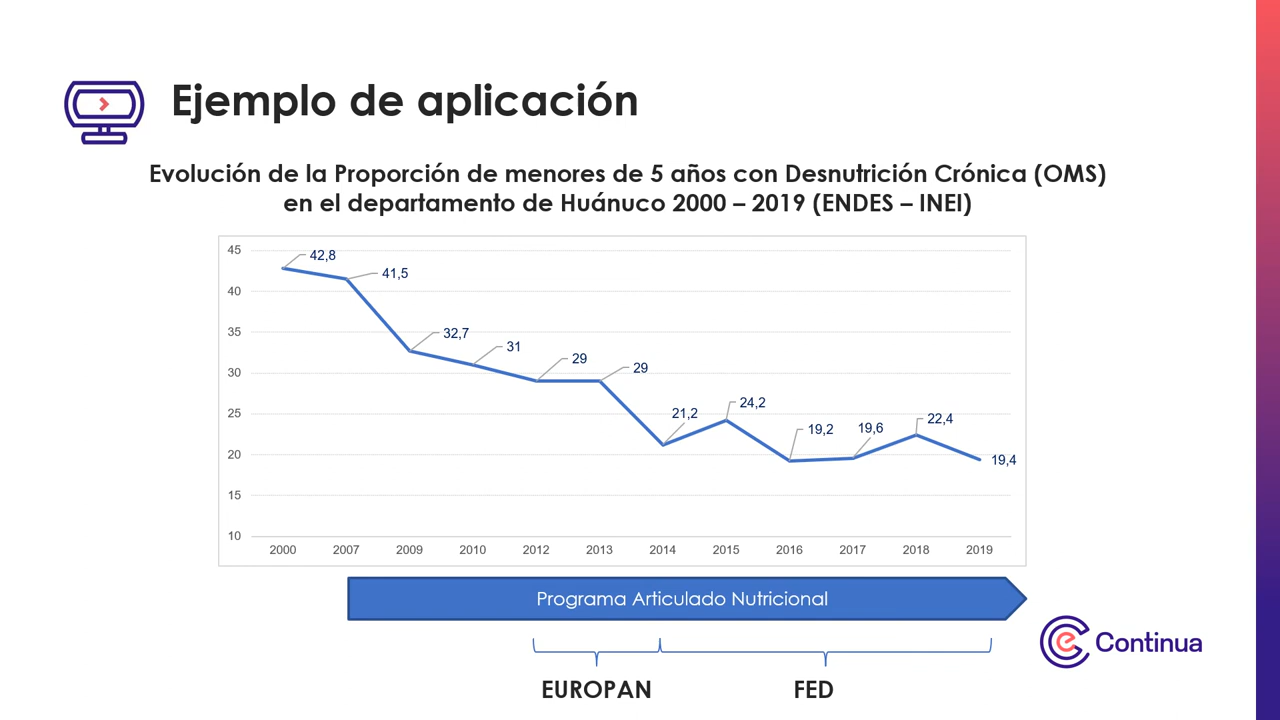 Ejemplo de aplicación
Evolución de la Proporción de menores de 5 años con Desnutrición Crónica (OMS)
en el departamento de Huánuco 2000 – 2019 (ENDES – INEI)
45
40
35
30
25
20
15
10
42,8
41,5
32,7
31
29
29
21,2
24,2
19,2
19,6
22,4
19,4
2000 2007 2009 2010 2012 2013 2014 2015 2016 2017 2018 2019
Programa Articulado Nutricional
EUROPAN FED
e Continua